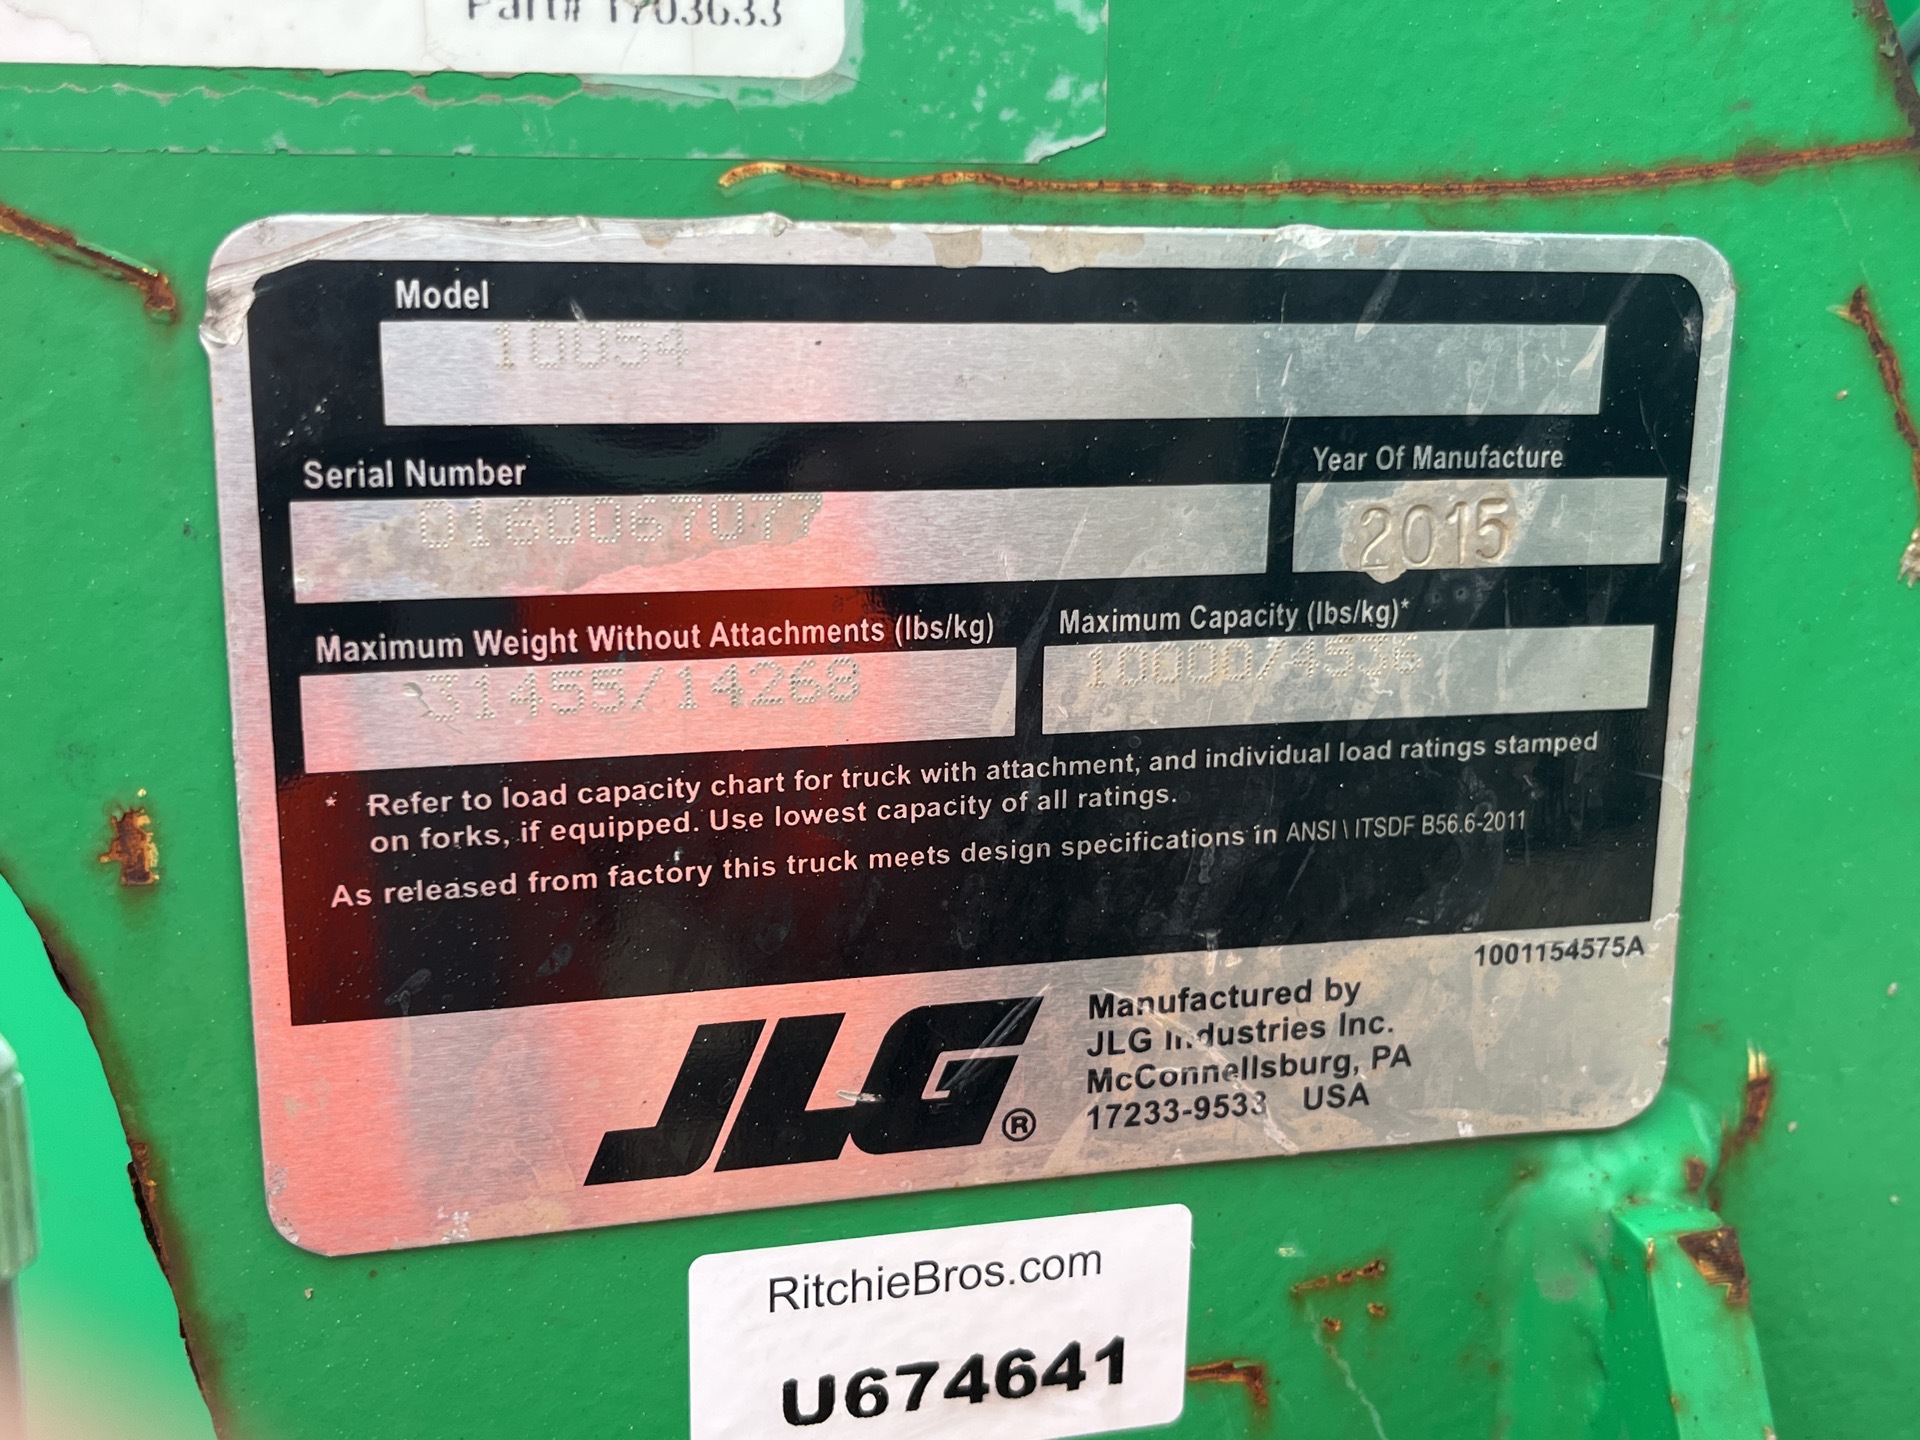 Part# 1703633
Model
10054
Serial Number
0160067077
Year Of Manufacture
2015
Maximum Weight Without Attachments (lbs/kg)
31455/14268
Maximum Capacity (lbs/kg)*
10000/4536
* Refer to load capacity chart for truck with attachment, and individual load ratings stamped
on forks, if equipped. Use lowest capacity of all ratings.
As released from factory this truck meets design specifications in ANSI \ ITSDF B56.6-2011
1001154575A
JLG®
Manufactured by
JLG Industries Inc.
McConnellsburg, PA
17233-9533 USA
RitchieBros.com
U674641